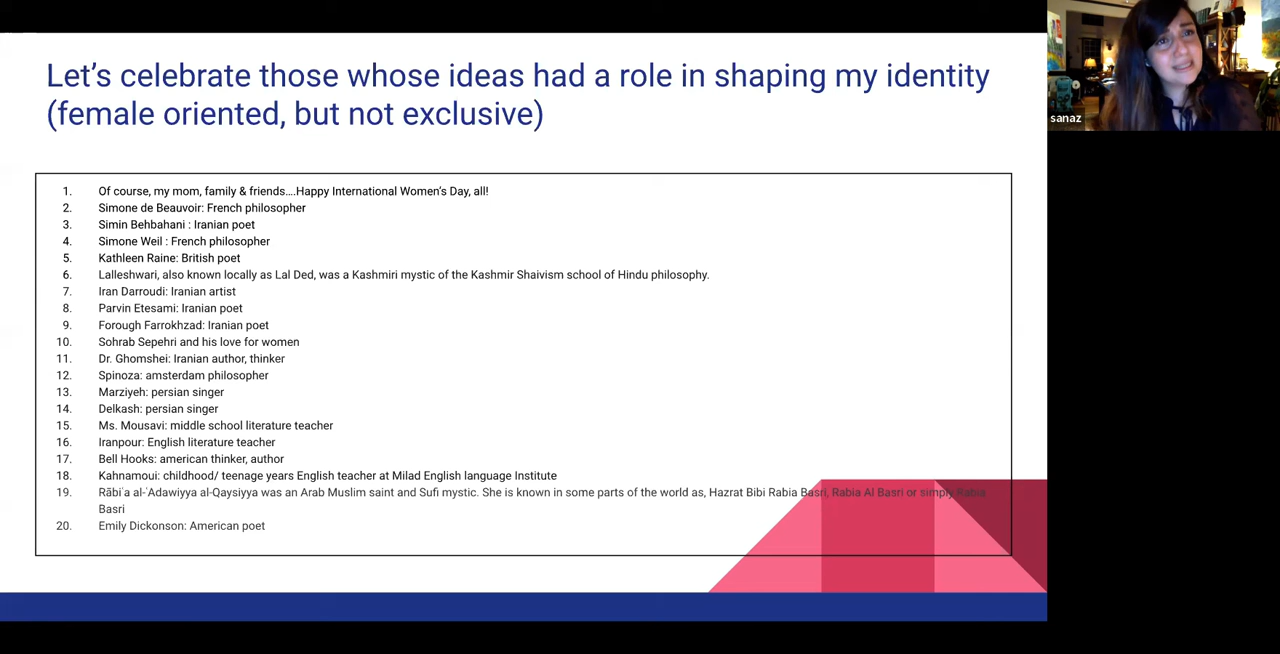 Let’s celebrate those whose ideas had a role in shaping my identity
(female oriented, but not exclusive)
sanaz
1. Of course, my mom, family & friends....Happy International Women’s Day, all!
2. Simone de Beauvoir: French philosopher
3. Simin Behbahani : Iranian poet
4. Simone Weil : French philosopher
5. Kathleen Raine: British poet
6. Lalleshwari, also known locally as Lal Ded, was a Kashmiri mystic of the Kashmir Shaivism school of Hindu philosophy.
7. Iran Darroudi: Iranian artist
8. Parvin Etesami: Iranian poet
9. Forough Farrokhzad: Iranian poet
10. Sohrab Sepehri and his love for women
11. Dr. Ghomshei: Iranian author, thinker
12. Spinoza: amsterdam philosopher
13. Marziyeh: persian singer
14. Delkash: persian singer
15. Ms. Mousavi: middle school literature teacher
16. Iranpour: English literature teacher
17. Bell Hooks: american thinker, author
18. Kahnamoui: childhood/ teenage years English teacher at Milad English language Institute
19. Rābiʿa al-ʿAdawiyya al-Qaysiyya was an Arab Muslim saint and Sufi mystic. She is known in some parts of the world as, Hazrat Bibi Rabia Basri, Rabia Al Basri or simply Rabia
Basri
20. Emily Dickonson: American poet